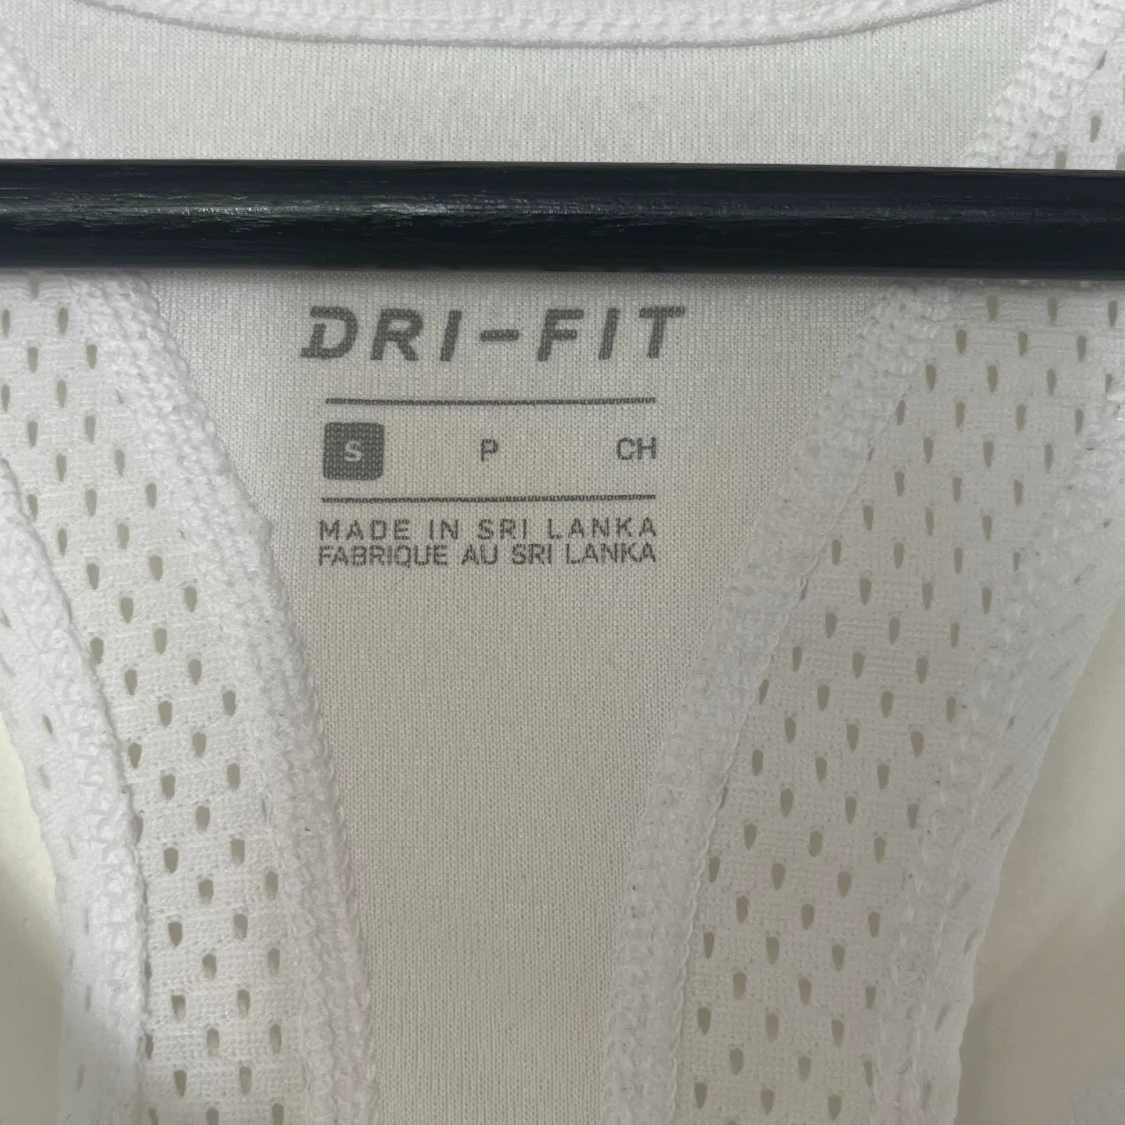 DRI-FIT
S P CH
MADE IN SRI LANKA
FABRIQUE AU SRI LANKA